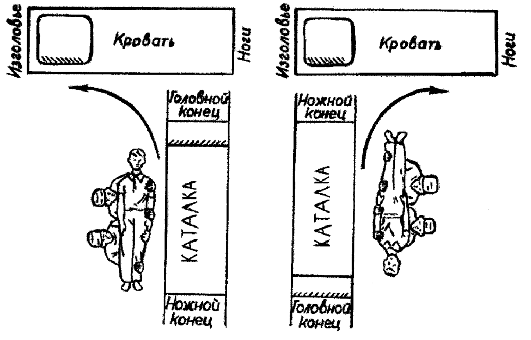 Изголовье
Кровать
Ноги
Головной
конец
КАТАЛКА
Ножной
конец
Изголовье
Кровать
Ноги
Ножной
конец
КАТАЛКА
Головной
конец